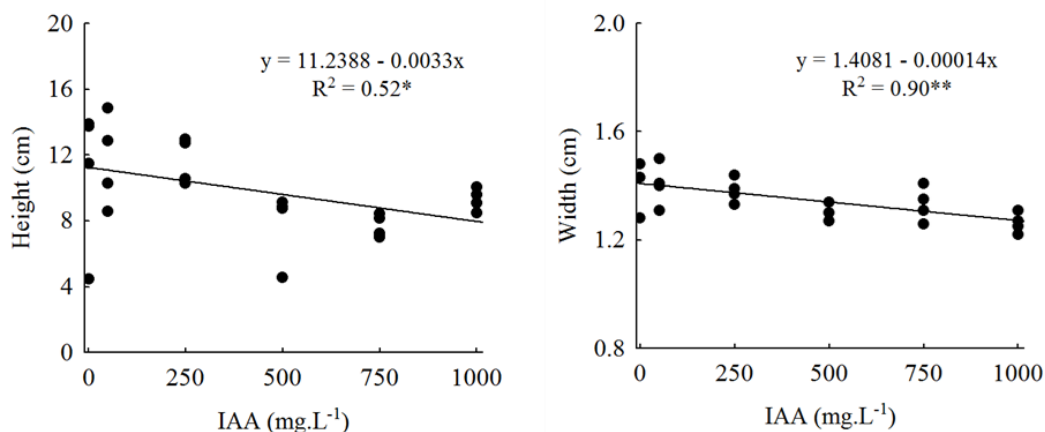 20
16
12
8
4
0
Height (cm)
y = 11.2388 - 0.0033x
R² = 0.52*
0 250 500 750 1000
IAA (mg.L⁻¹)
2.0
1.6
1.2
0.8
Width (cm)
y = 1.4081 - 0.00014x
R² = 0.90**
0 250 500 750 1000
IAA (mg.L⁻¹)